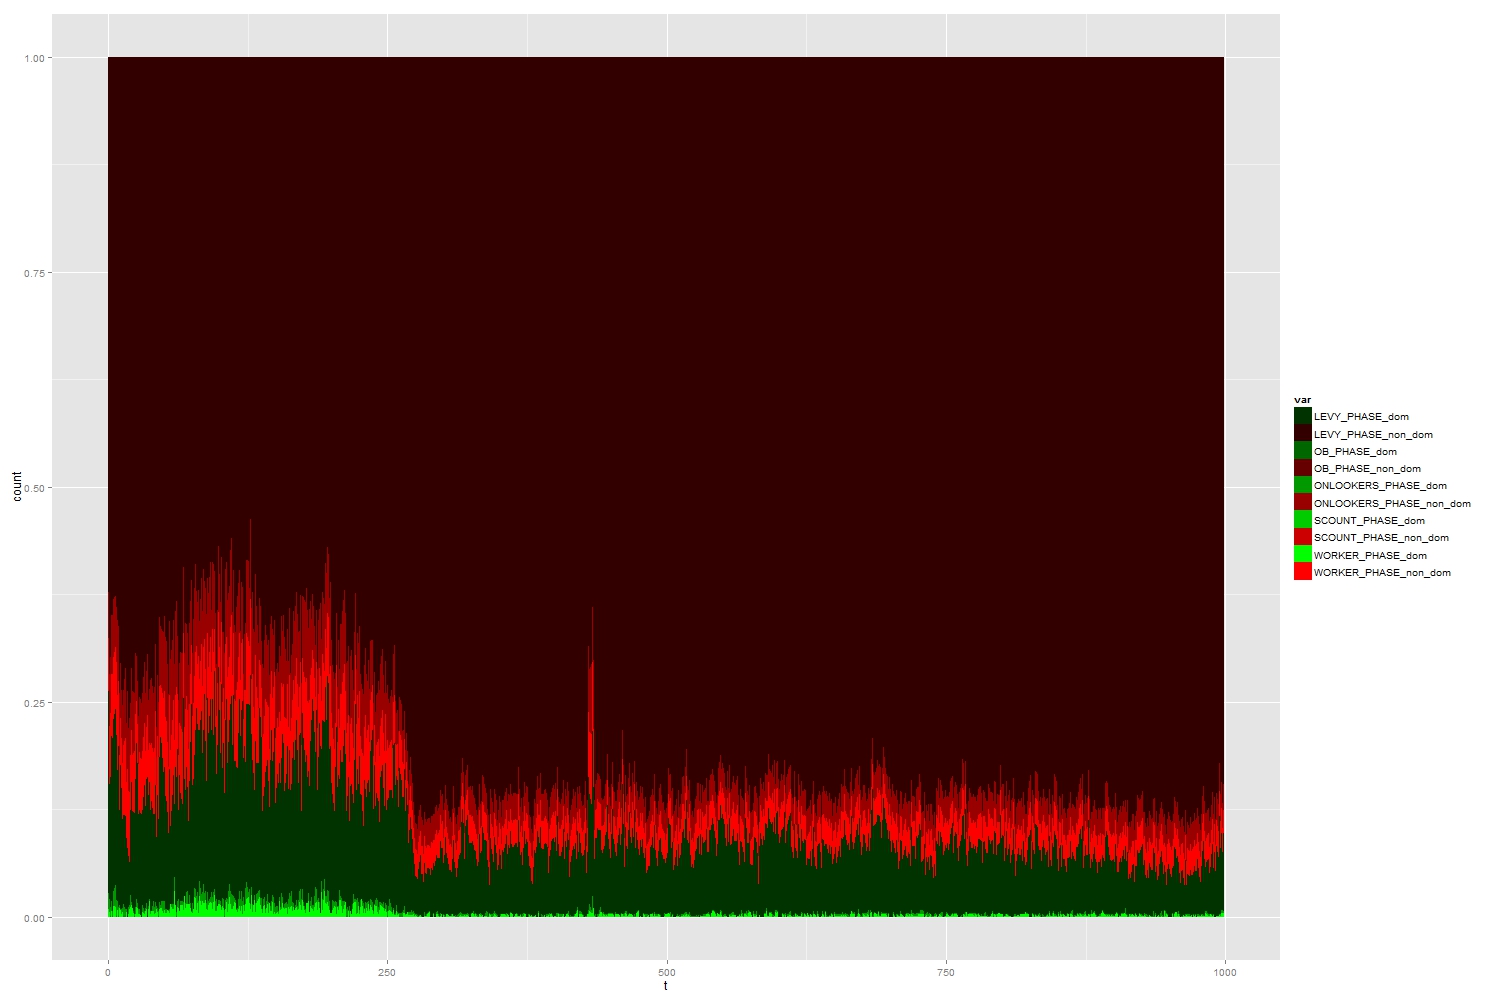 1.00
0.75
0.50
0.25
0.00
count
0
250
500
750
1000
t
var
LEVY_PHASE_dom
LEVY_PHASE_non_dom
OB_PHASE_dom
OB_PHASE_non_dom
ONLOOKERS_PHASE_dom
ONLOOKERS_PHASE_non_dom
SCOUNT_PHASE_dom
SCOUNT_PHASE_non_dom
WORKER_PHASE_dom
WORKER_PHASE_non_dom